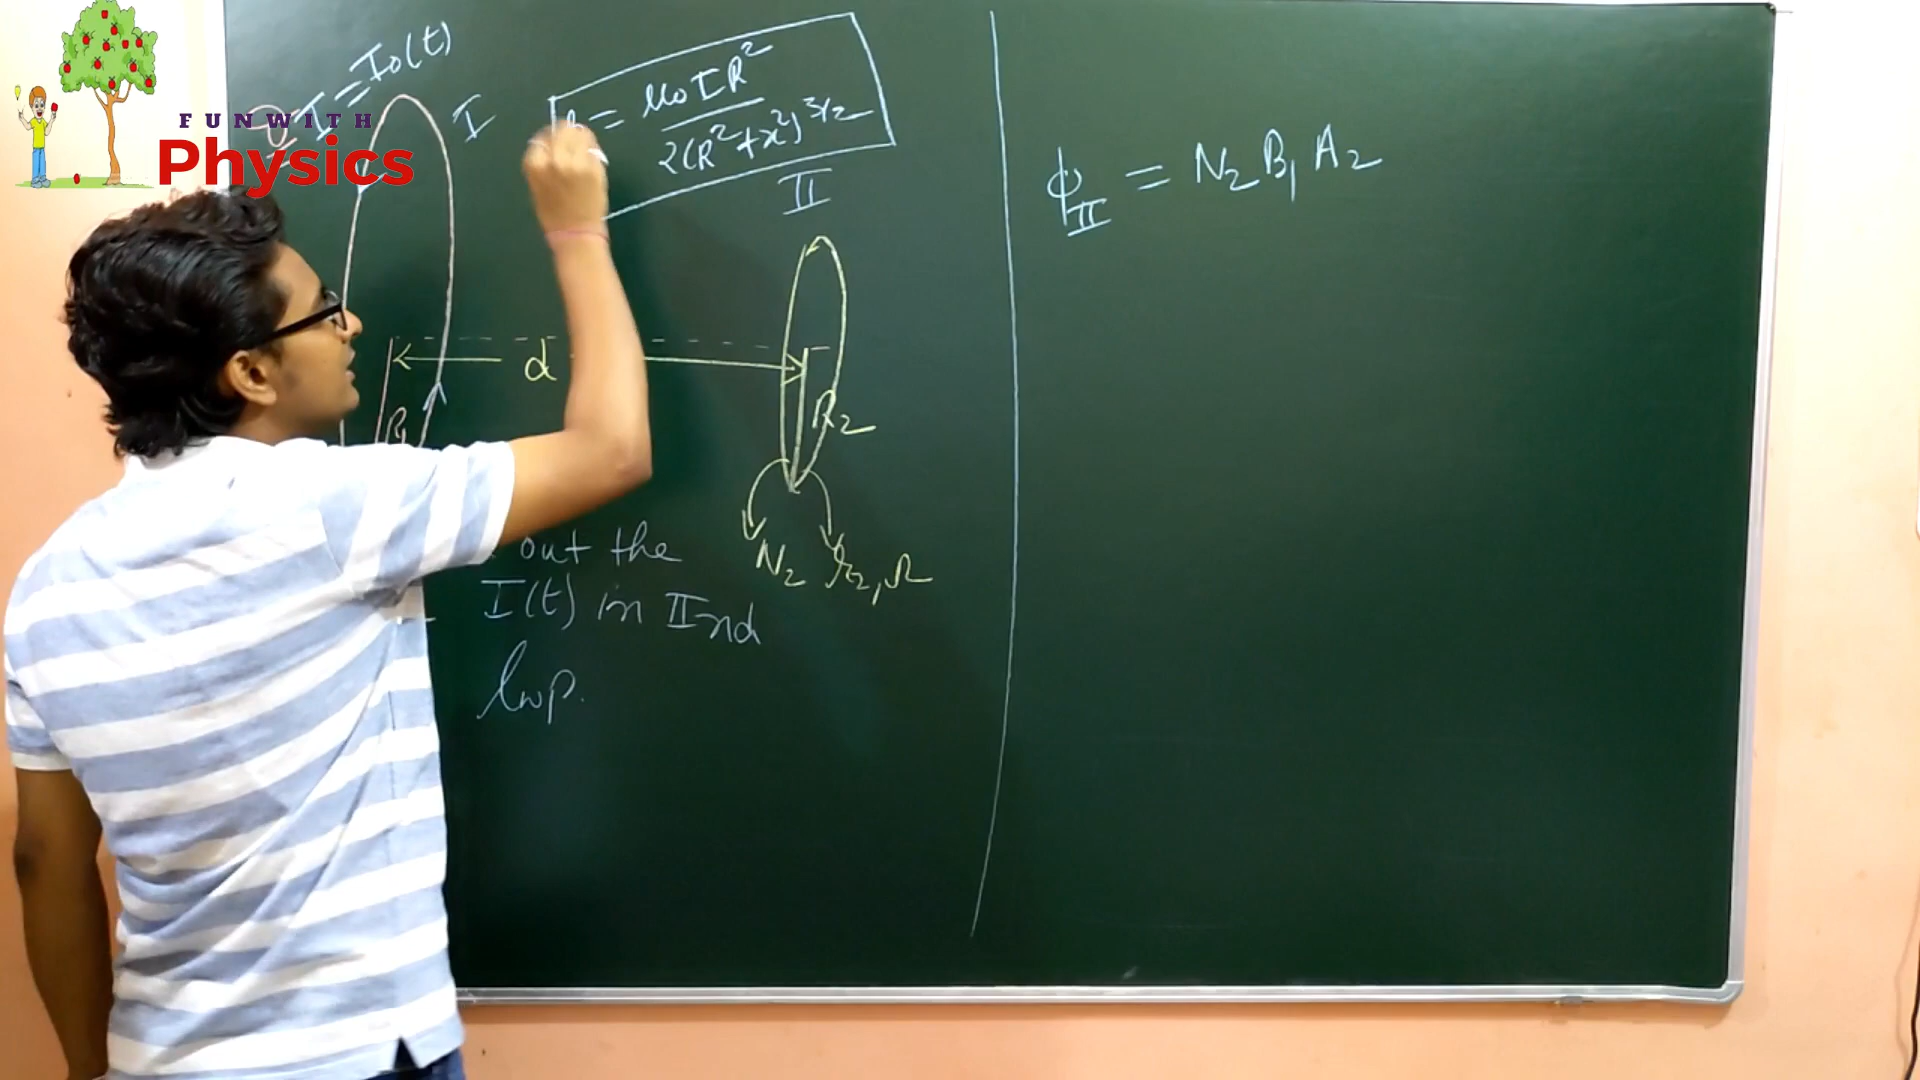 I = I₀(t)
FUN WITH
Physics
I
= μ₀IR² / 2(R²+x²)^3/2
II
d
R₁
R₂
N₂ r₂, Ω
out the
I(t) in IInd
loop.
ϕ_II = N₂B₁A₂